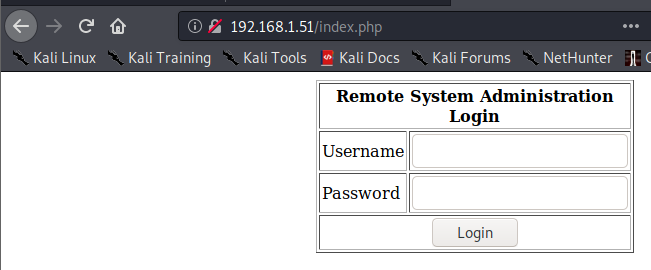 192.168.1.51/index.php
Kali Linux Kali Training Kali Tools Kali Docs Kali Forums NetHunter
Remote System Administration
Login
Username
Password
Login